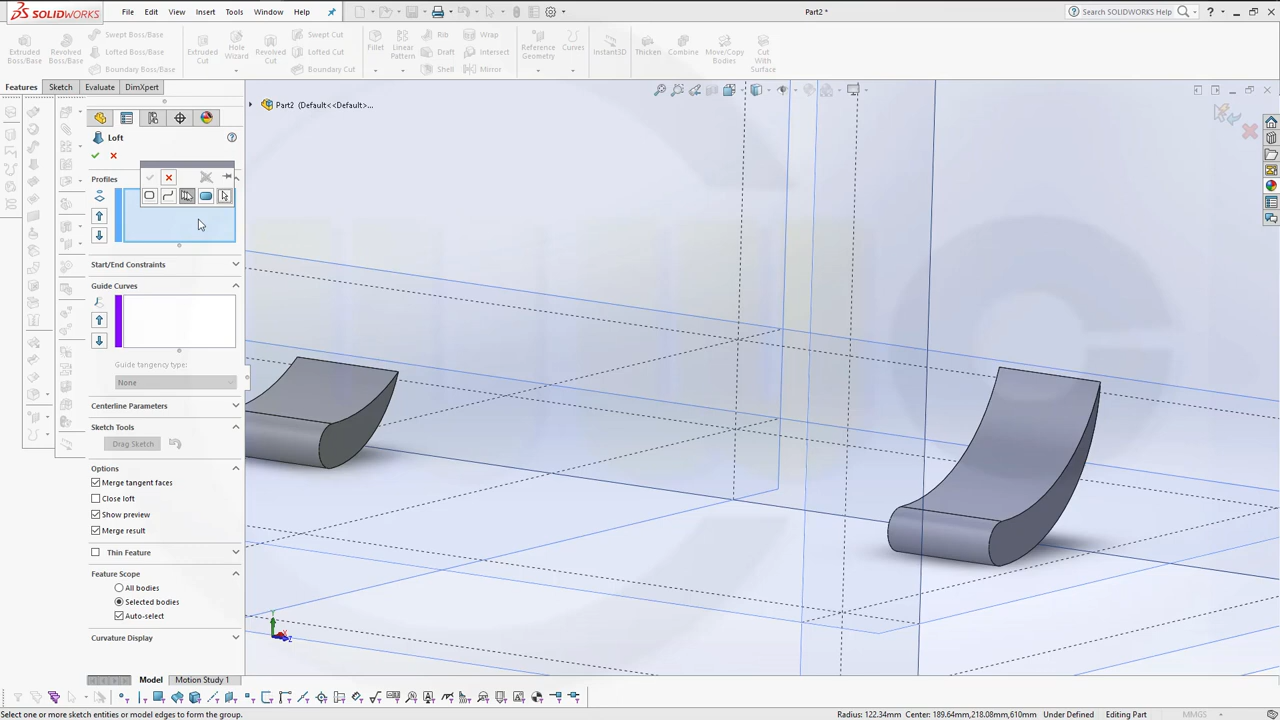 SOLIDWORKS
File Edit View Insert Tools Window Help
Part2 *
Search SOLIDWORKS Help
Extruded Boss/Base
Revolved Boss/Base
Swept Boss/Base
Lofted Boss/Base
Boundary Boss/Base
Extruded Cut
Hole Wizard
Revolved Cut
Swept Cut
Lofted Cut
Boundary Cut
Fillet
Linear Pattern
Rib
Draft
Shell
Wrap
Intersect
Mirror
Reference Geometry
Curves
Instant3D
Thicken
Combine
Move/Copy Bodies
Cut With Surface
Features Sketch Evaluate DimXpert
Part2 (Default<<Default>...
Loft
Profiles
Start/End Constraints
Guide Curves
Guide tangency type:
None
Centerline Parameters
Sketch Tools
Drag Sketch
Options
Merge tangent faces
Close loft
Show preview
Merge result
Thin Feature
Feature Scope
All bodies
Selected bodies
Auto-select
Curvature Display
Model Motion Study 1
Select one or more sketch entities or model edges to form the group.
Radius: 122.34mm Center: 189.64mm,218.08mm,610mm Under Defined Editing Part MMGS